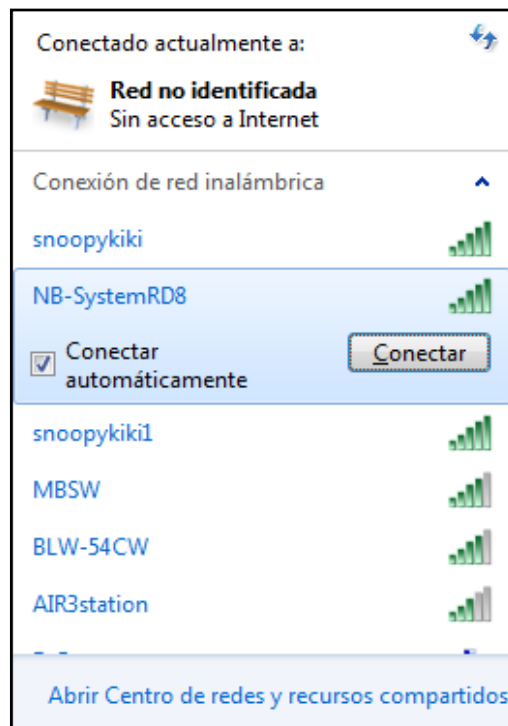 Conectado actualmente a:
Red no identificada
Sin acceso a Internet
Conexión de red inalámbrica
snoopykiki
NB-SystemRD8
Conectar
automáticamente
Conectar
snoopykiki1
MBSW
BLW-54CW
AIR3station
Abrir Centro de redes y recursos compartidos